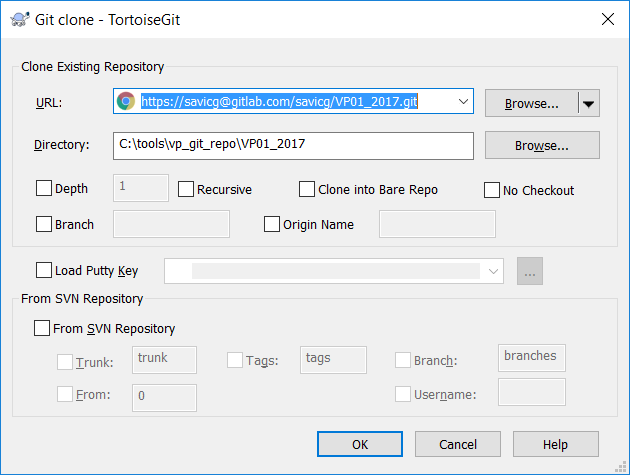 Git clone - TortoiseGit
Clone Existing Repository
URL: https://savicg@gitlab.com/savicg/VP01_2017.git Browse...
Directory: C:\tools\vp_git_repo\VP01_2017 Browse...
Depth 1 Recursive Clone into Bare Repo No Checkout
Branch Origin Name
Load Putty Key ...
From SVN Repository
From SVN Repository
Trunk: trunk Tags: tags Branch: branches
From: 0 Username:
OK Cancel Help